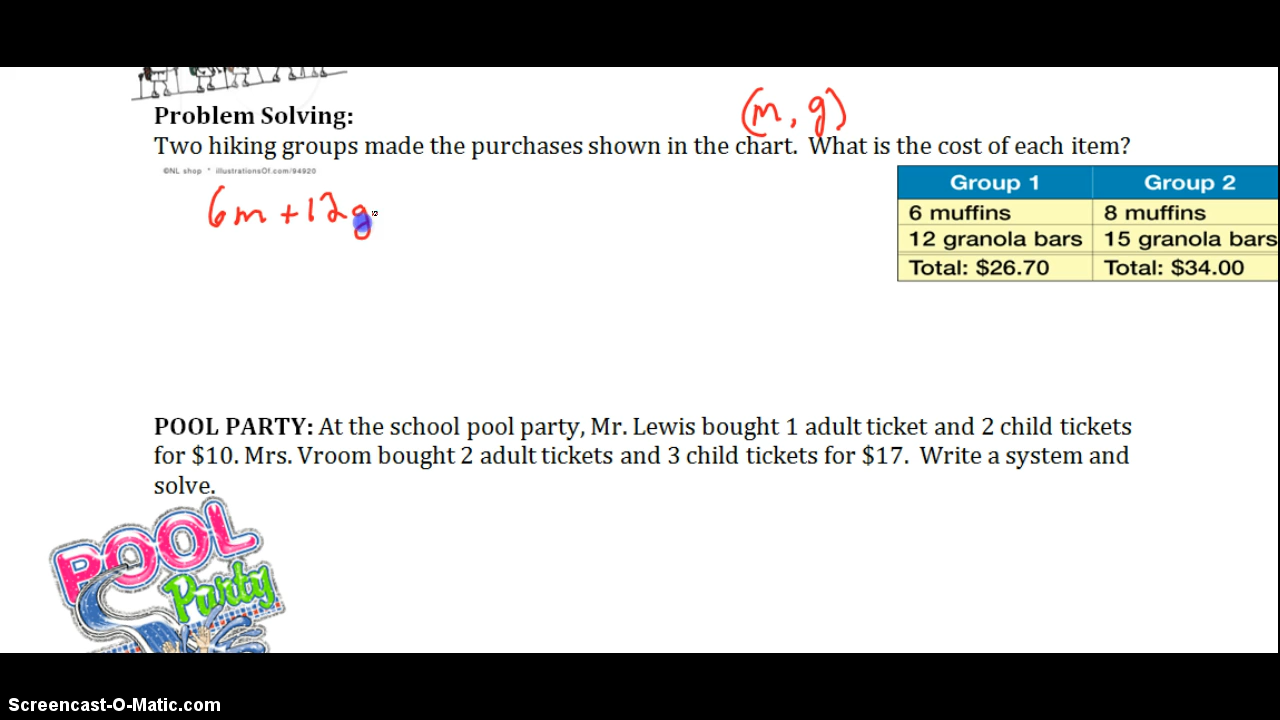 (m, g)
Problem Solving:
Two hiking groups made the purchases shown in the chart. What is the cost of each item?
©NL shop * illustrationsOf.com/94920
6m + 12g
Group 1 Group 2
6 muffins 8 muffins
12 granola bars 15 granola bars
Total: $26.70 Total: $34.00
POOL PARTY: At the school pool party, Mr. Lewis bought 1 adult ticket and 2 child tickets
for $10. Mrs. Vroom bought 2 adult tickets and 3 child tickets for $17. Write a system and
solve.
POOL
Party
Screencast-O-Matic.com